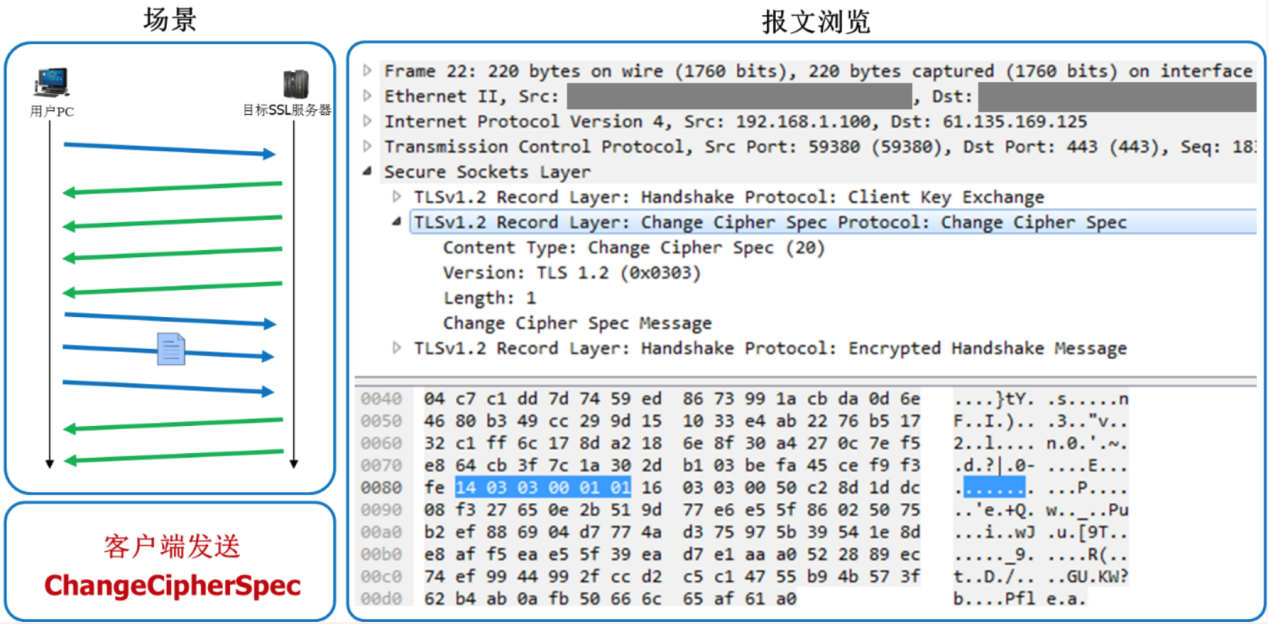 场景
用户PC
目标SSL服务器
客户端发送
ChangeCipherSpec
报文浏览
Frame 22: 220 bytes on wire (1760 bits), 220 bytes captured (1760 bits) on interface
Ethernet II, Src: , Dst:
Internet Protocol Version 4, Src: 192.168.1.100, Dst: 61.135.169.125
Transmission Control Protocol, Src Port: 59380 (59380), Dst Port: 443 (443), Seq: 183
Secure Sockets Layer
TLSv1.2 Record Layer: Handshake Protocol: Client Key Exchange
TLSv1.2 Record Layer: Change Cipher Spec Protocol: Change Cipher Spec
Content Type: Change Cipher Spec (20)
Version: TLS 1.2 (0x0303)
Length: 1
Change Cipher Spec Message
TLSv1.2 Record Layer: Handshake Protocol: Encrypted Handshake Message
0040 04 c7 c1 dd 7d 74 59 ed 86 73 99 1a cb da 0d 6e ....}tY. .s.....n
0050 46 80 b3 49 cc 29 9d 15 10 33 e4 ab 22 76 b5 17 F..I.).. .3.."v..
0060 32 c1 ff 6c 17 8d a2 18 6e 8f 30 a4 27 0c 7e f5 2..l.... n.0.'.~.
0070 e8 64 cb 3f 7c 1a 30 2d b1 03 be fa 45 ce f9 f3 .d.?|.0- ....E...
0080 fe 14 03 03 00 01 01 16 03 03 00 50 c2 8d 1d dc ........ ...P....
0090 08 f3 27 65 0e 2b 51 9d 77 e6 e5 5f 86 02 50 75 ..'e.+Q. w.._..Pu
00a0 b2 ef 88 69 04 d7 77 4a d3 75 97 5b 39 54 1e 8d ...i..wJ .u.[9T..
00b0 e8 af f5 ea e5 5f 39 ea d7 e1 aa a0 52 28 89 ec ....._9. ....R(..
00c0 74 ef 99 44 99 2f cc d2 c5 c1 47 55 b9 4b 57 3f t..D./.. ..GU.KW?
00d0 62 b4 ab 0a fb 50 66 6c 65 af 61 a0 b....Pfl e.a.